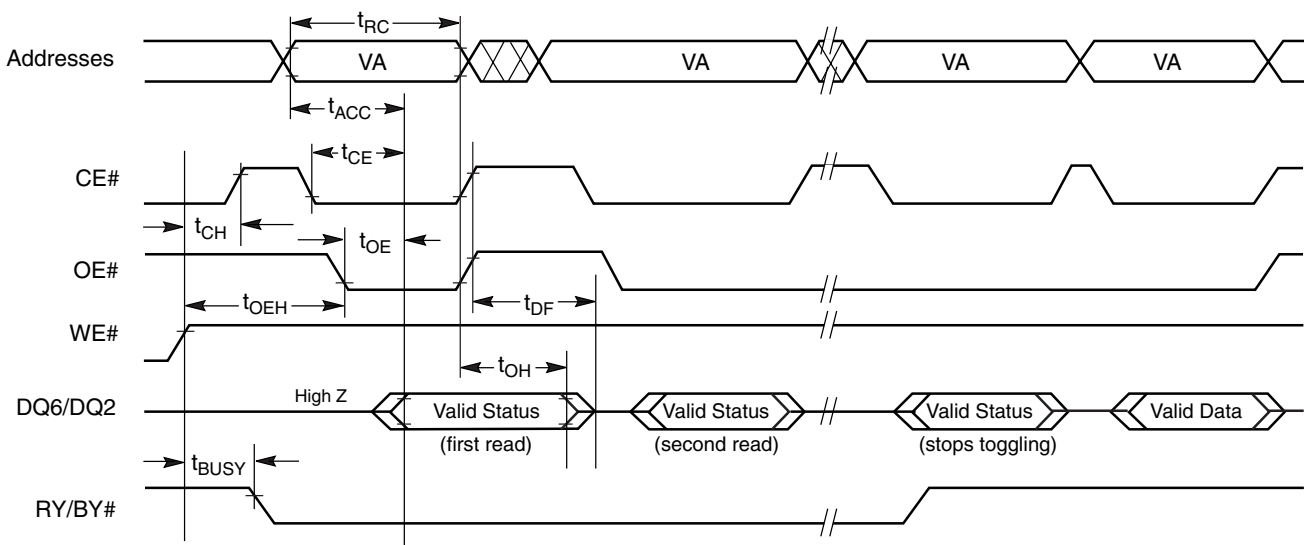 tRC
Addresses VA VA VA VA
tACC
tCE
CE#
tCH tOE
OE#
tOEH tDF
WE#
tOH
High Z
DQ6/DQ2 Valid Status Valid Status Valid Status Valid Data
(first read) (second read) (stops toggling)
tBUSY
RY/BY#